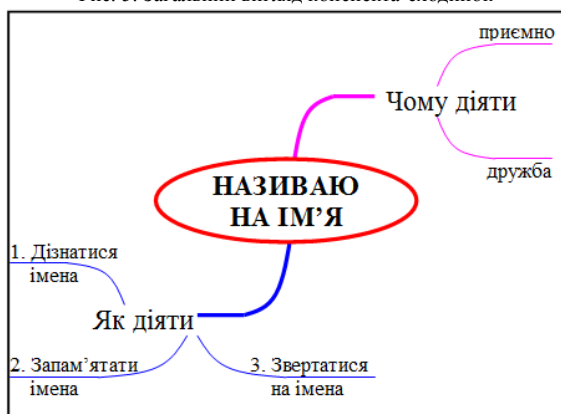 приємно
Чому діяти
дружба
НАЗИВАЮ
НА ІМ’Я
1. Дізнатися
імена
Як діяти
2. Запам’ятати
імена
3. Звертатися
на імена